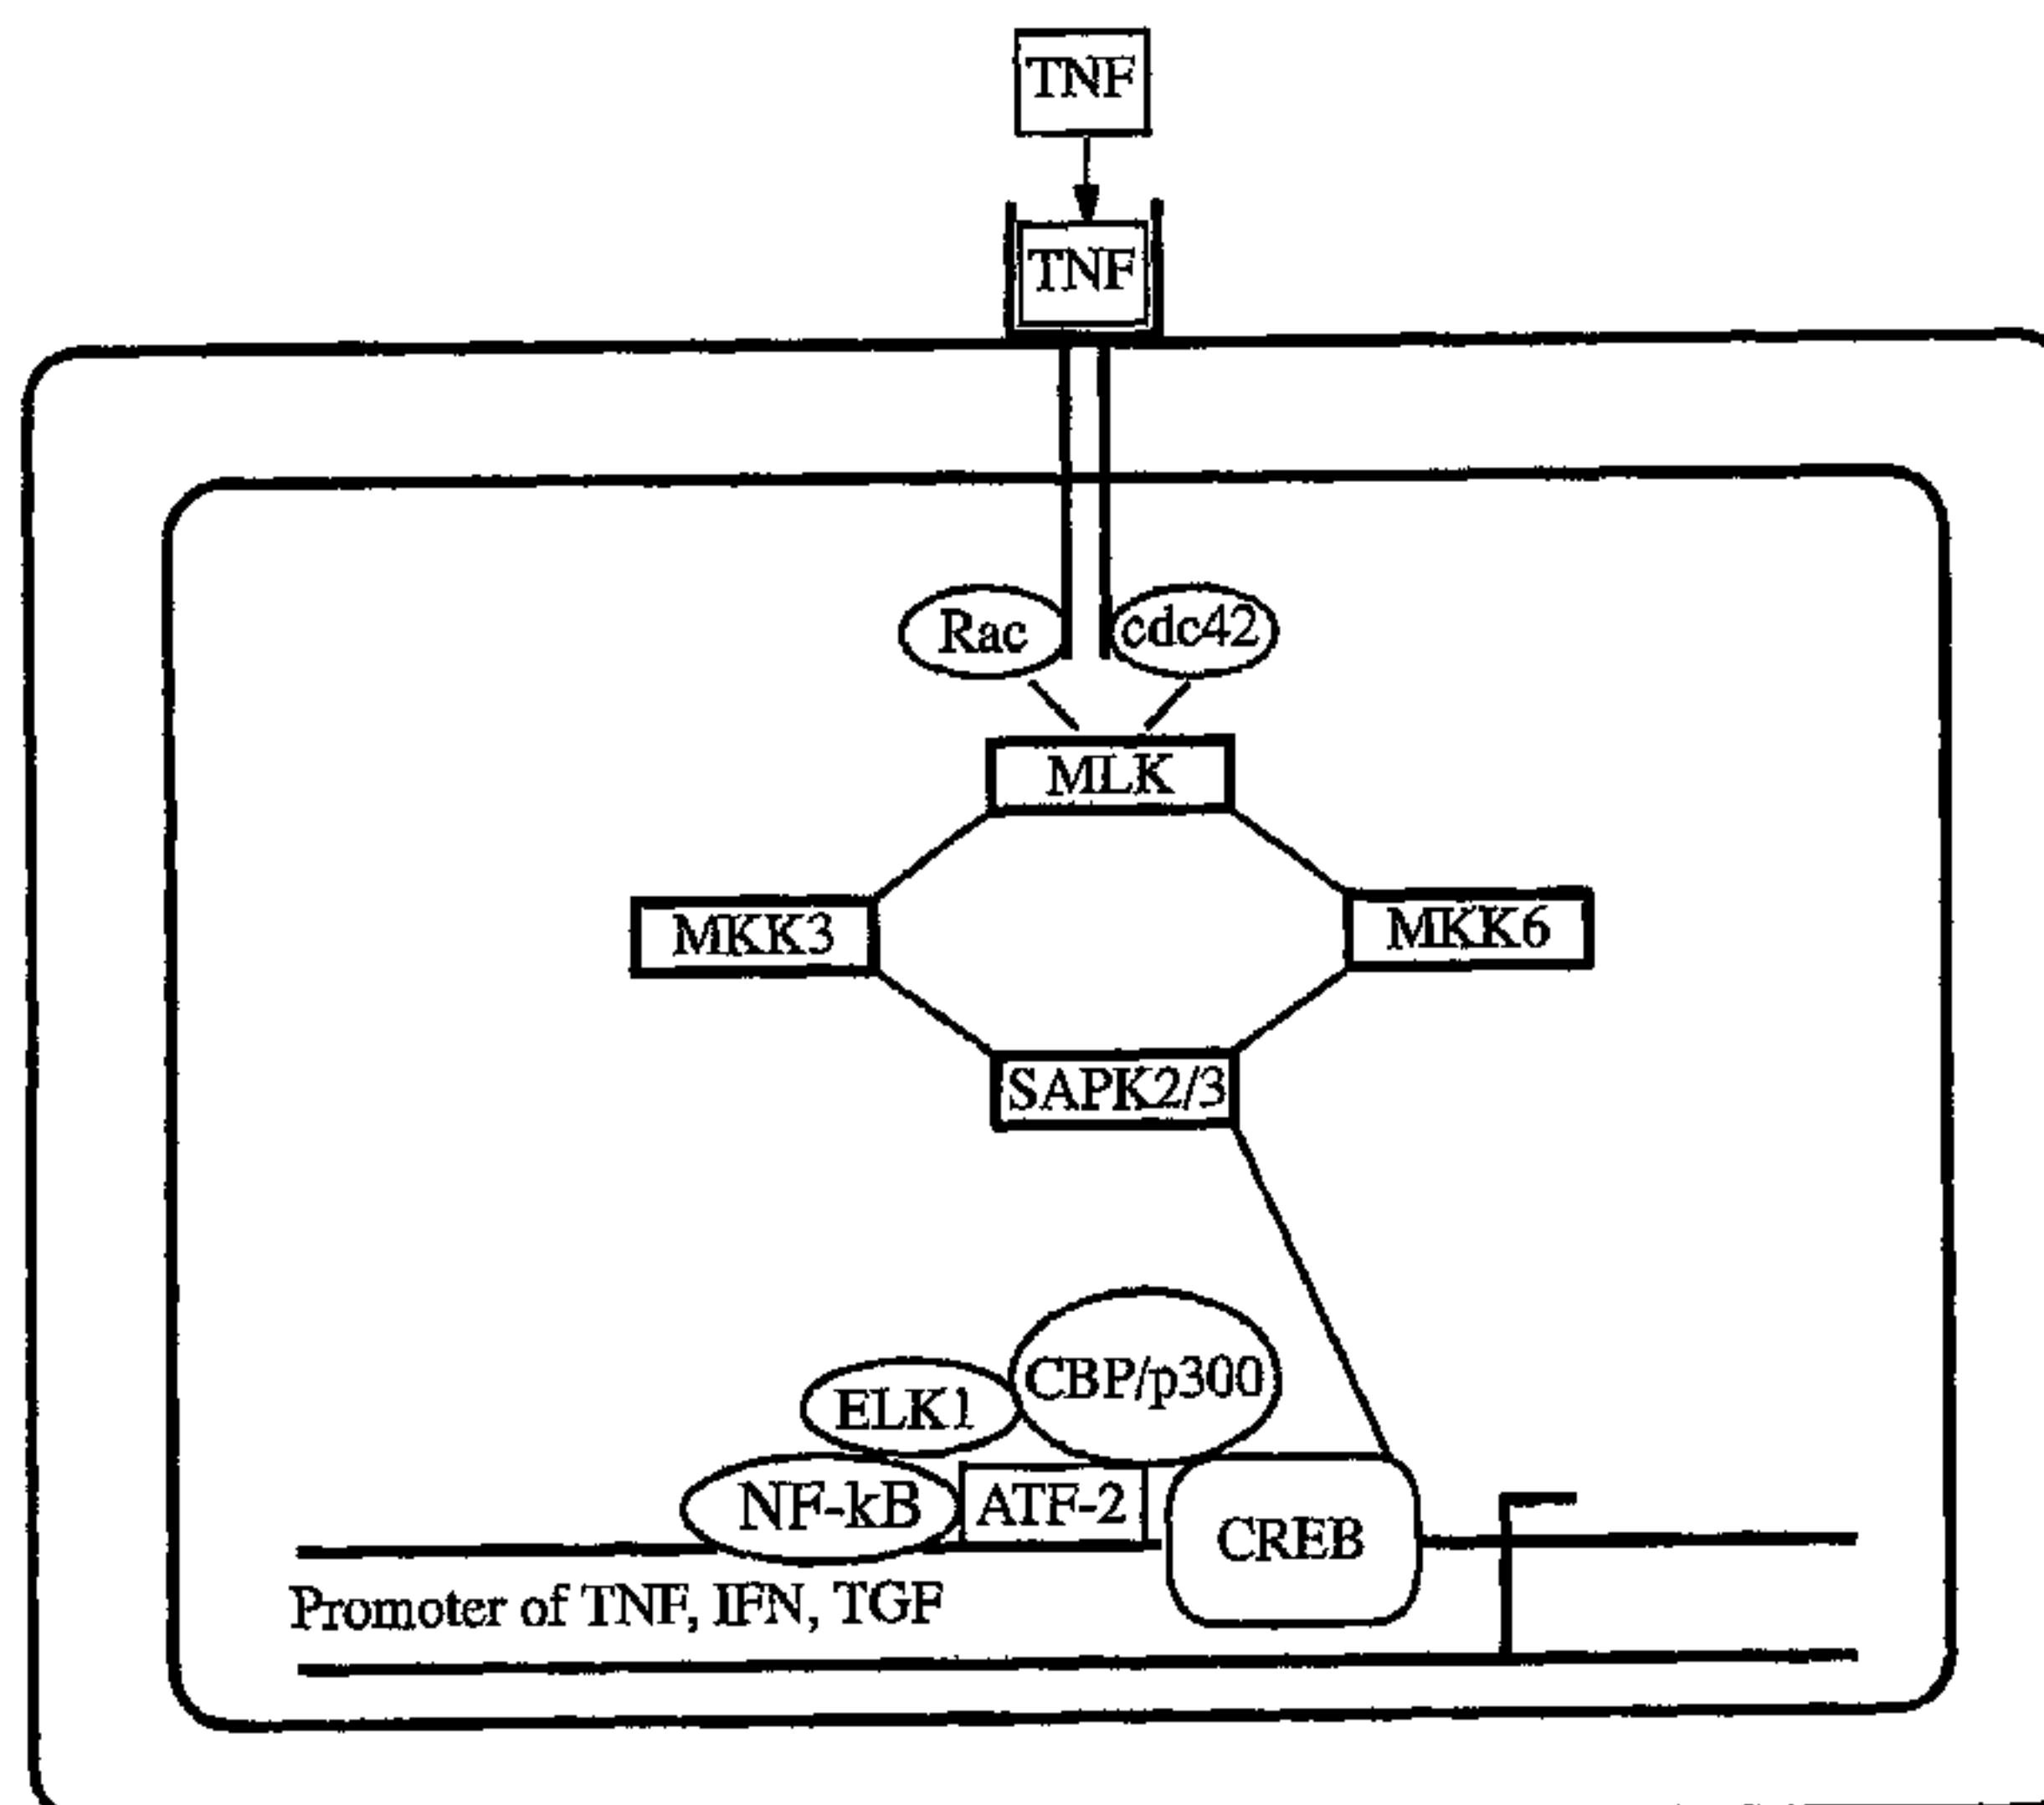 TNF
TNF
Rac
cdc42
MLK
MKK3
MKK6
SAPK2/3
CBP/p300
ELK1
NF-kB
ATF-2
CREB
Promoter of TNF, IFN, TGF